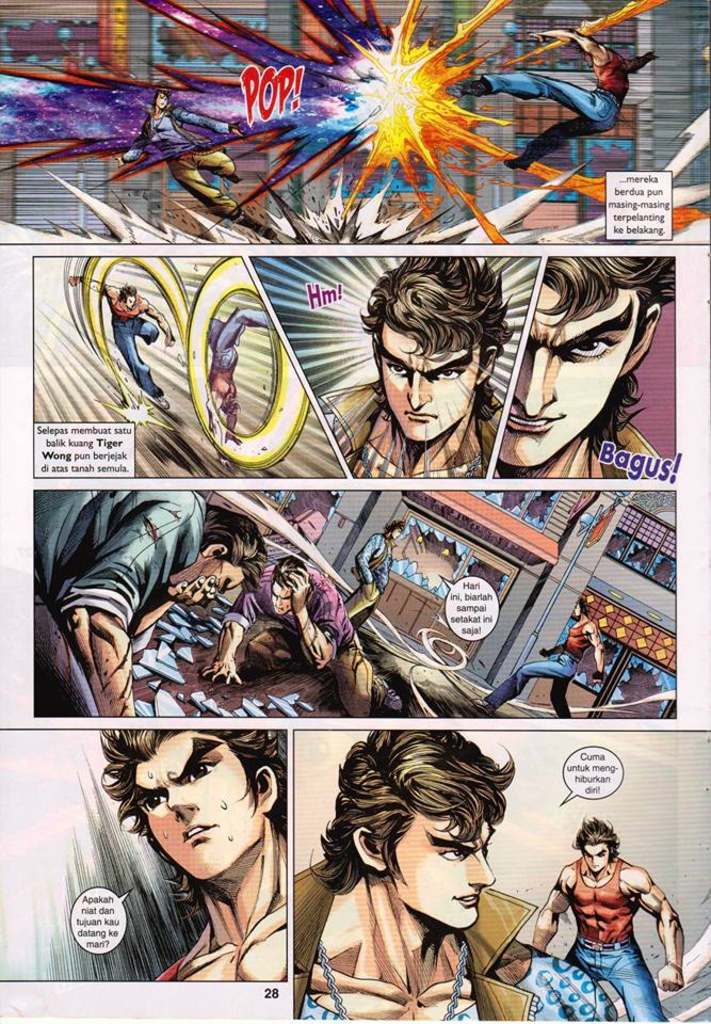 POP!
...mereka
berdua pun
masing-masing
terpelanting
ke belakang.
Selepas membuat satu
balik kuang Tiger
Wong pun berjejak
di atas tanah semula.
Hm!
Bagus!
Hari
ini, biarlah
sampai
setakat ini
saja!
Apakah
niat dan
tujuan kau
datang ke
mari?
Cuma
untuk meng-
hiburkan
diri!
28